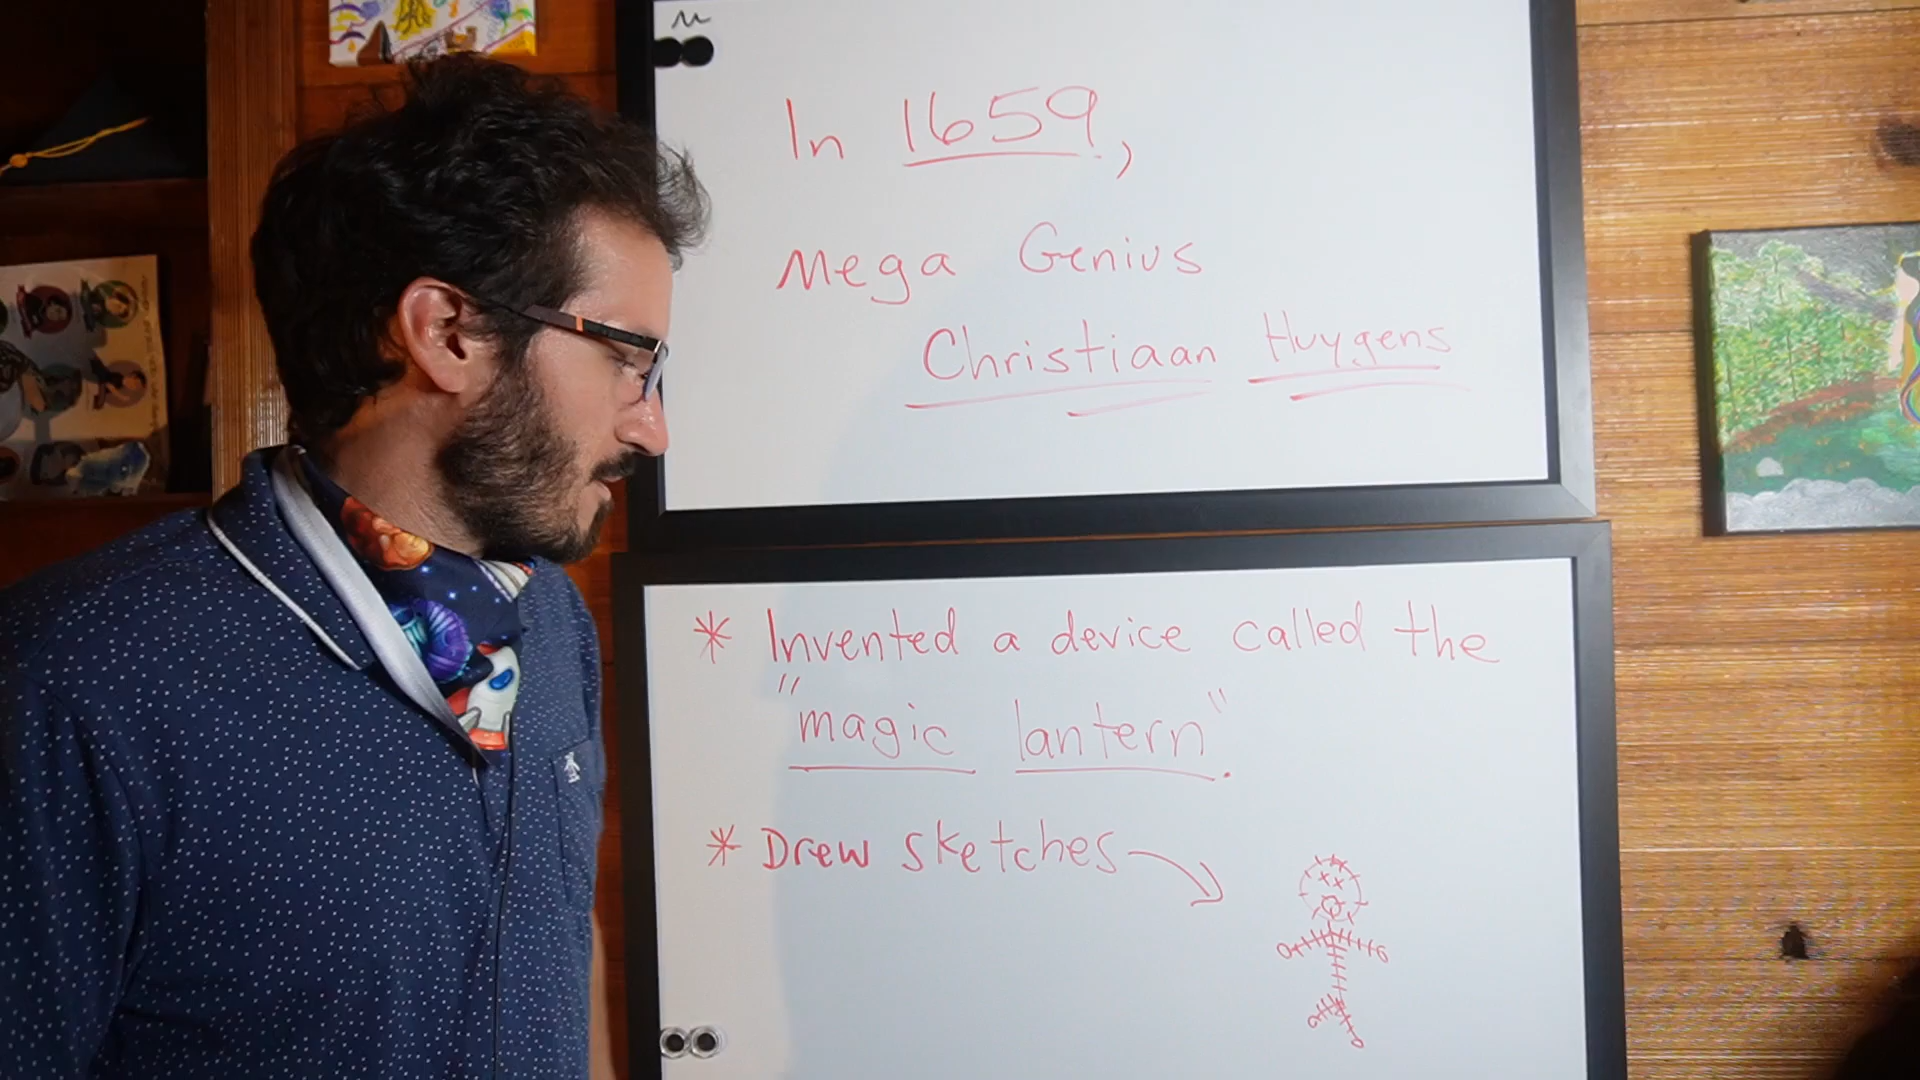 In 1659,
Mega Genius
Christiaan Huygens
* Invented a device called the
"magic lantern".
* Drew sketches